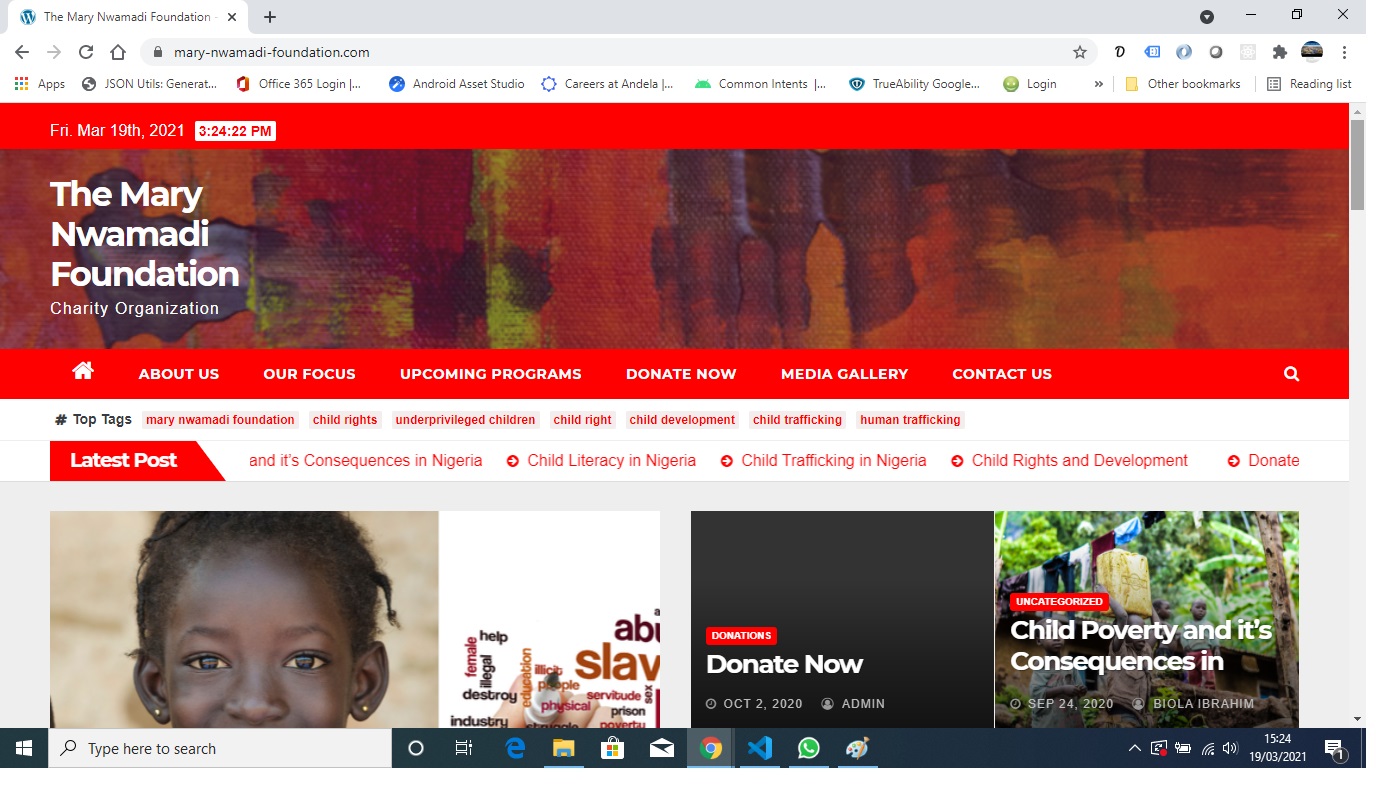 The Mary Nwamadi Foundation -
mary-nwamadi-foundation.com
Apps JSON Utils: Generat... Office 365 Login |... Android Asset Studio Careers at Andela |... Common Intents |... TrueAbility Google... Login » Other bookmarks Reading list
Fri. Mar 19th, 2021 3:24:22 PM
The Mary
Nwamadi
Foundation
Charity Organization
ABOUT US OUR FOCUS UPCOMING PROGRAMS DONATE NOW MEDIA GALLERY CONTACT US
# Top Tags mary nwamadi foundation child rights underprivileged children child right child development child trafficking human trafficking
Latest Post and it's Consequences in Nigeria Child Literacy in Nigeria Child Trafficking in Nigeria Child Rights and Development Donate
help
female
illegal
destroy
industry
education
illicit
people
physical
struggle
abu
slav
servitude
sex
prison
poverty
DONATIONS
Donate Now
OCT 2, 2020 ADMIN
UNCATEGORIZED
Child Poverty and it's
Consequences in
SEP 24, 2020 BIOLA IBRAHIM
Type here to search
15:24
19/03/2021
1